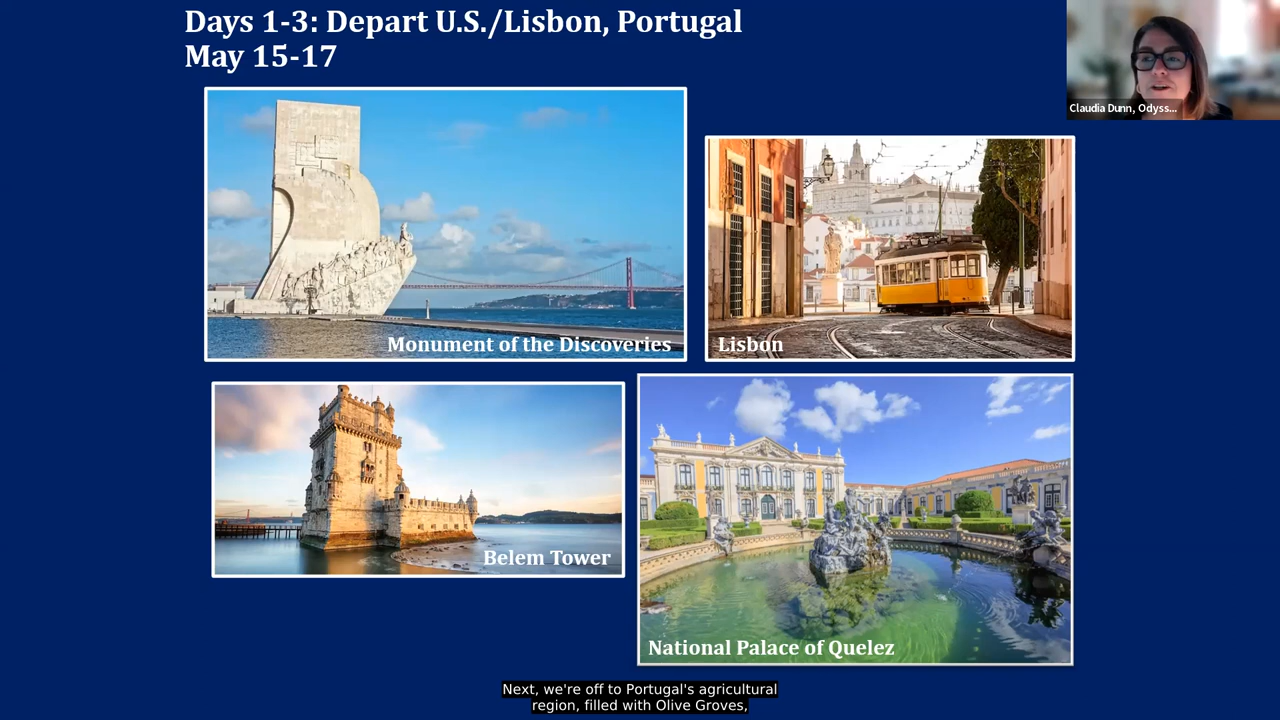 Days 1-3: Depart U.S./Lisbon, Portugal
May 15-17
Claudia Dunn, Odyss...
Monument of the Discoveries
Lisbon
Belem Tower
National Palace of Quelez
Next, we're off to Portugal's agricultural
region, filled with Olive Groves,